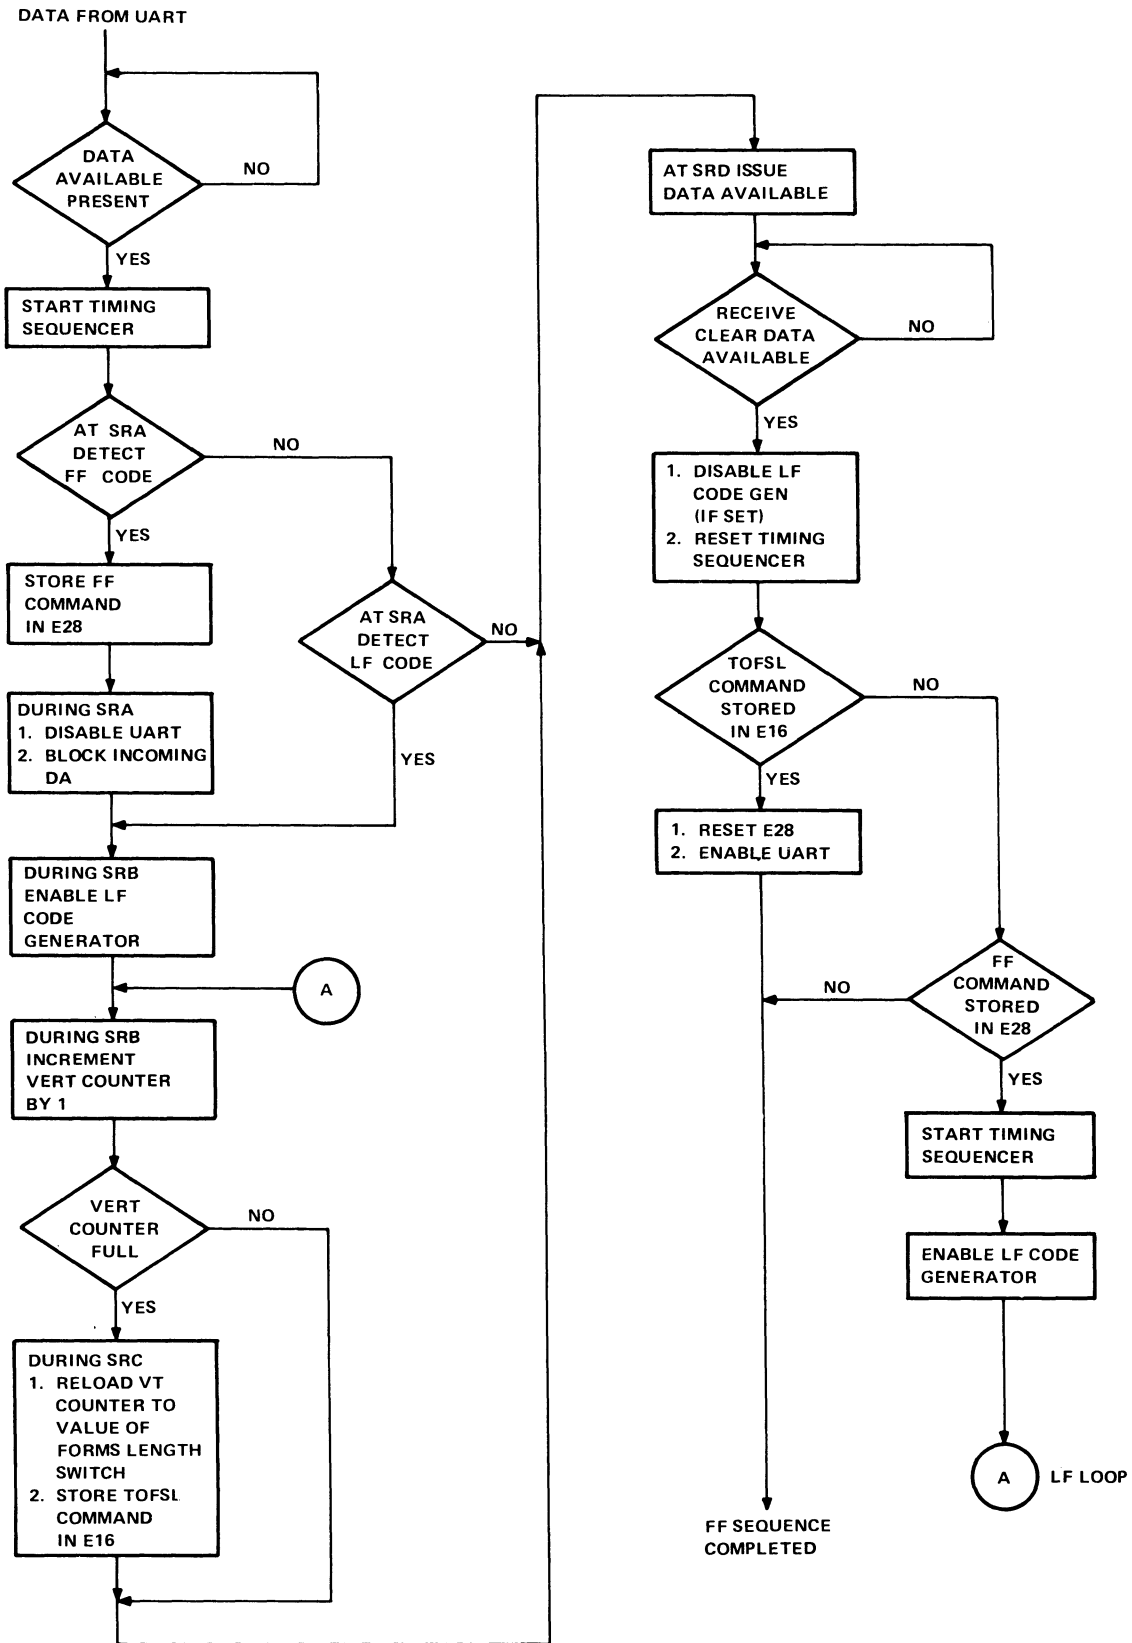 DATA FROM UART
DATA
AVAILABLE
PRESENT
NO
YES
START TIMING
SEQUENCER
AT SRA
DETECT
FF CODE
NO
YES
STORE FF
COMMAND
IN E28
AT SRA
DETECT
LF CODE
NO
YES
DURING SRA
1. DISABLE UART
2. BLOCK INCOMING
DA
DURING SRB
ENABLE LF
CODE
GENERATOR
A
DURING SRB
INCREMENT
VERT COUNTER
BY 1
VERT
COUNTER
FULL
NO
YES
DURING SRC
1. RELOAD VT
COUNTER TO
VALUE OF
FORMS LENGTH
SWITCH
2. STORE TOFSL
COMMAND
IN E16
AT SRD ISSUE
DATA AVAILABLE
RECEIVE
CLEAR DATA
AVAILABLE
NO
YES
1. DISABLE LF
CODE GEN
(IF SET)
2. RESET TIMING
SEQUENCER
TOFSL
COMMAND
STORED
IN E16
NO
YES
1. RESET E28
2. ENABLE UART
FF
COMMAND
STORED
IN E28
NO
YES
START TIMING
SEQUENCER
ENABLE LF CODE
GENERATOR
A
LF LOOP
FF SEQUENCE
COMPLETED